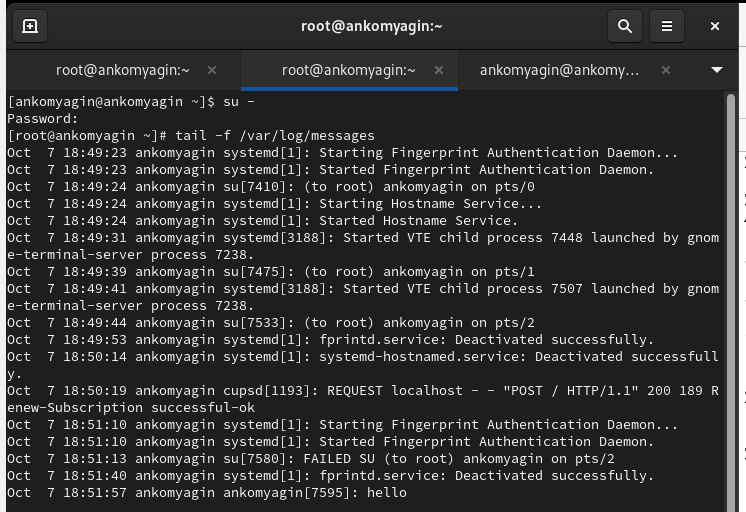 root@ankomyagin:~
root@ankomyagin:~ root@ankomyagin:~ ankomyagin@ankomy...
[ankomyagin@ankomyagin ~]$ su -
Password:
[root@ankomyagin ~]# tail -f /var/log/messages
Oct  7 18:49:23 ankomyagin systemd[1]: Starting Fingerprint Authentication Daemon...
Oct  7 18:49:23 ankomyagin systemd[1]: Started Fingerprint Authentication Daemon.
Oct  7 18:49:24 ankomyagin su[7410]: (to root) ankomyagin on pts/0
Oct  7 18:49:24 ankomyagin systemd[1]: Starting Hostname Service...
Oct  7 18:49:24 ankomyagin systemd[1]: Started Hostname Service.
Oct  7 18:49:31 ankomyagin systemd[3188]: Started VTE child process 7448 launched by gnom
e-terminal-server process 7238.
Oct  7 18:49:39 ankomyagin su[7475]: (to root) ankomyagin on pts/1
Oct  7 18:49:41 ankomyagin systemd[3188]: Started VTE child process 7507 launched by gnom
e-terminal-server process 7238.
Oct  7 18:49:44 ankomyagin su[7533]: (to root) ankomyagin on pts/2
Oct  7 18:49:53 ankomyagin systemd[1]: fprintd.service: Deactivated successfully.
Oct  7 18:50:14 ankomyagin systemd[1]: systemd-hostnamed.service: Deactivated successfull
y.
Oct  7 18:50:19 ankomyagin cupsd[1193]: REQUEST localhost - - "POST / HTTP/1.1" 200 189 R
enew-Subscription successful-ok
Oct  7 18:51:10 ankomyagin systemd[1]: Starting Fingerprint Authentication Daemon...
Oct  7 18:51:10 ankomyagin systemd[1]: Started Fingerprint Authentication Daemon.
Oct  7 18:51:13 ankomyagin su[7580]: FAILED SU (to root) ankomyagin on pts/2
Oct  7 18:51:40 ankomyagin systemd[1]: fprintd.service: Deactivated successfully.
Oct  7 18:51:57 ankomyagin ankomyagin[7595]: hello